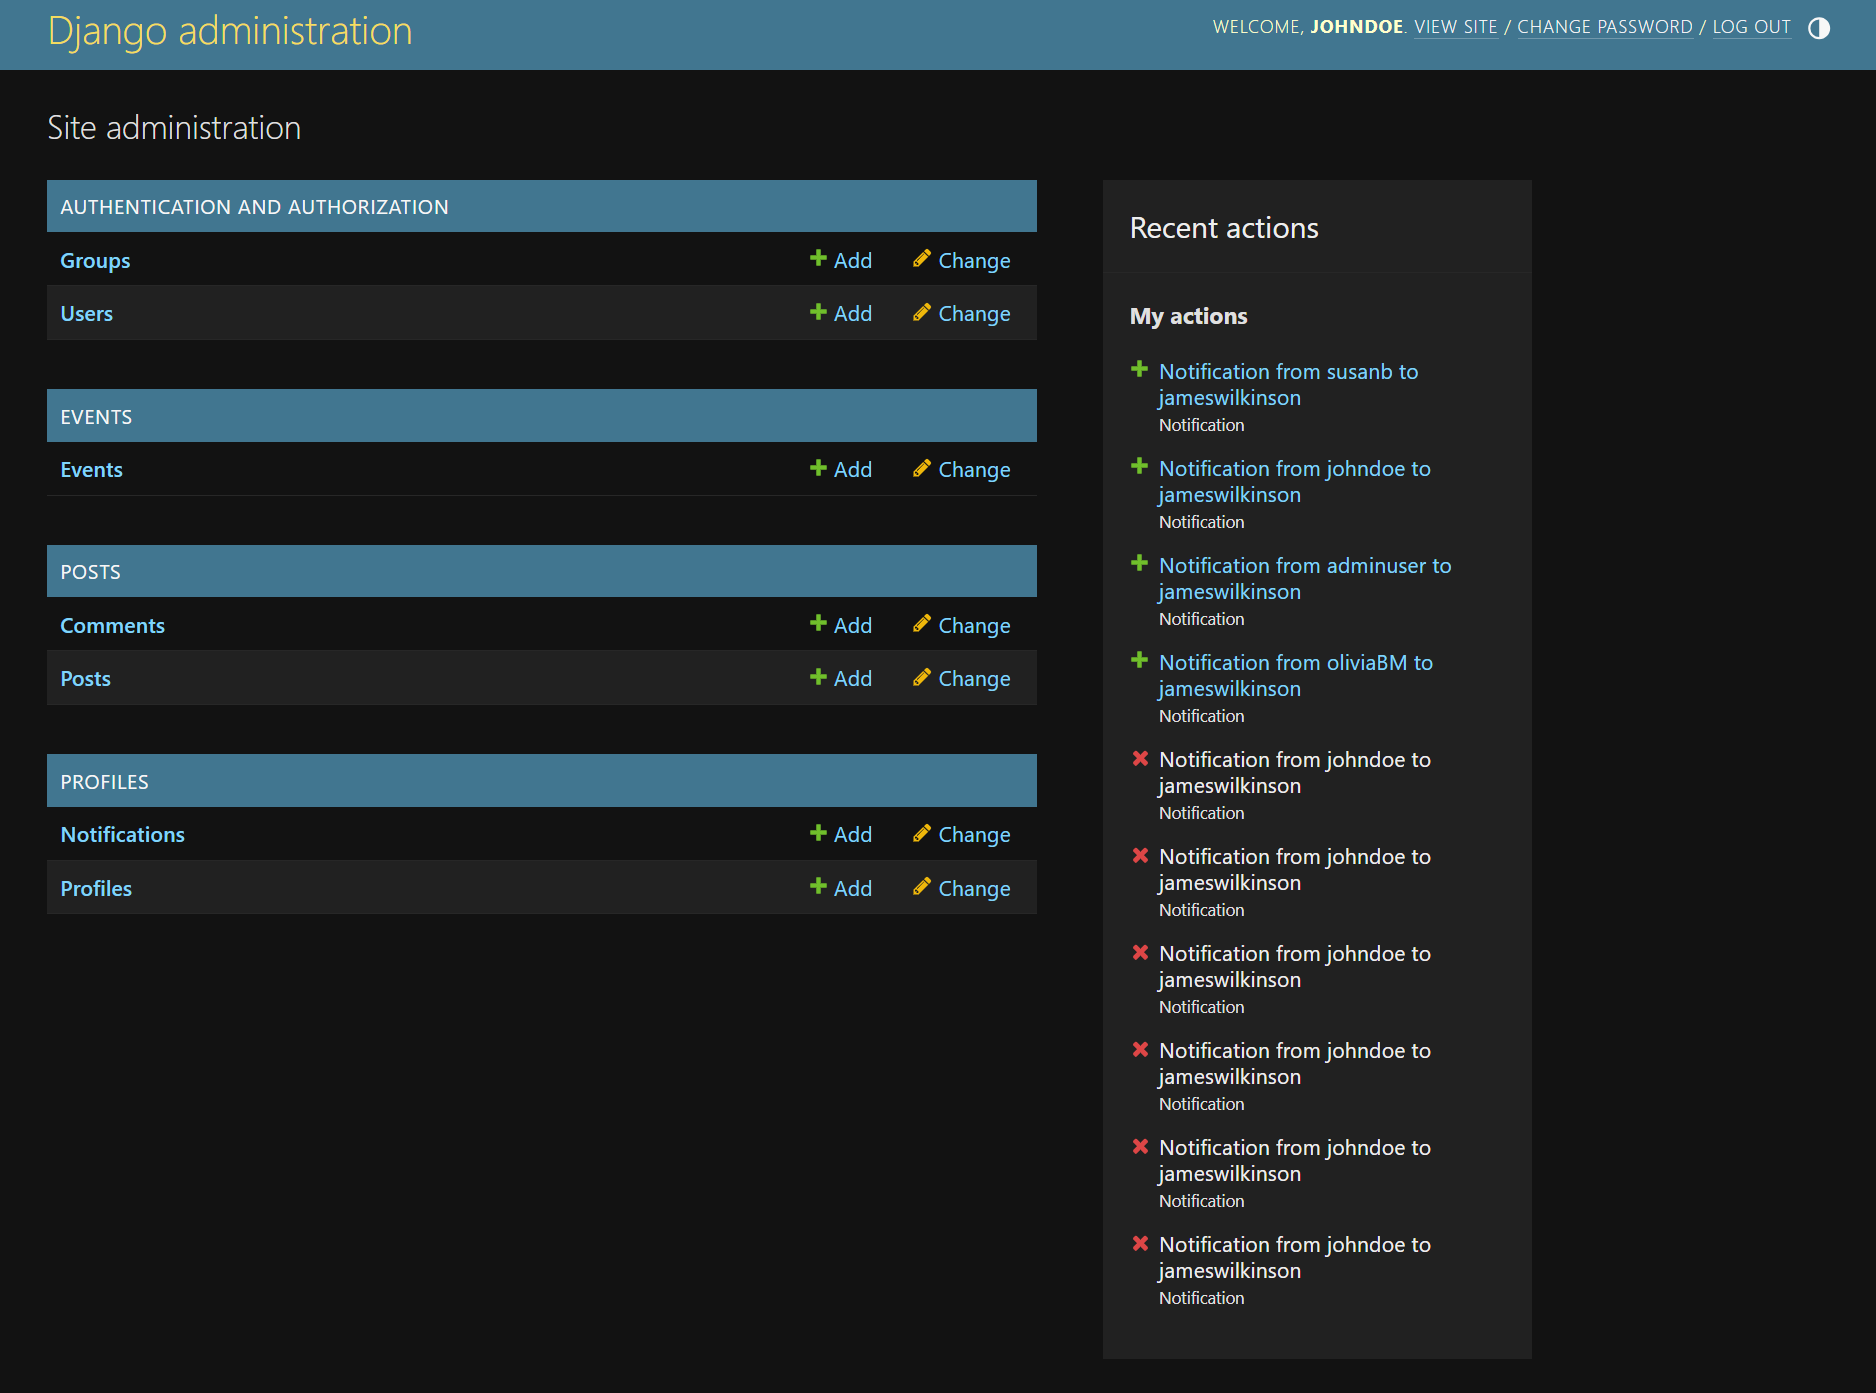 Django administration
WELCOME, JOHNDOE. VIEW SITE / CHANGE PASSWORD / LOG OUT
Site administration
AUTHENTICATION AND AUTHORIZATION
Groups Add Change
Users Add Change
EVENTS
Events Add Change
POSTS
Comments Add Change
Posts Add Change
PROFILES
Notifications Add Change
Profiles Add Change
Recent actions
My actions
Notification from susanb to
jameswilkinson
Notification
Notification from johndoe to
jameswilkinson
Notification
Notification from adminuser to
jameswilkinson
Notification
Notification from oliviaBM to
jameswilkinson
Notification
Notification from johndoe to
jameswilkinson
Notification
Notification from johndoe to
jameswilkinson
Notification
Notification from johndoe to
jameswilkinson
Notification
Notification from johndoe to
jameswilkinson
Notification
Notification from johndoe to
jameswilkinson
Notification
Notification from johndoe to
jameswilkinson
Notification